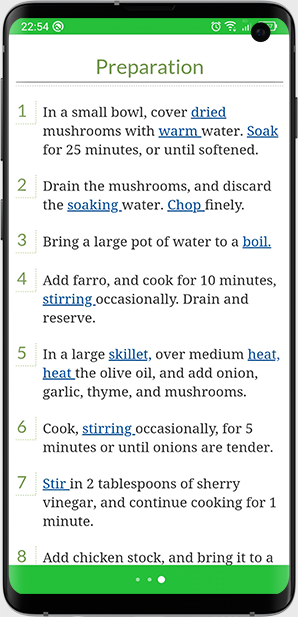 22:54
Preparation
1 In a small bowl, cover dried
mushrooms with warm water. Soak
for 25 minutes, or until softened.
2 Drain the mushrooms, and discard
the soaking water. Chop finely.
3 Bring a large pot of water to a boil.
4 Add farro, and cook for 10 minutes,
stirring occasionally. Drain and
reserve.
5 In a large skillet, over medium heat,
heat the olive oil, and add onion,
garlic, thyme, and mushrooms.
6 Cook, stirring occasionally, for 5
minutes or until onions are tender.
7 Stir in 2 tablespoons of sherry
vinegar, and continue cooking for 1
minute.
8 Add chicken stock, and bring it to a